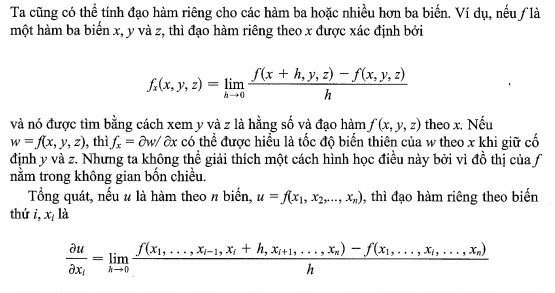 Ta cũng có thể tính đạo hàm riêng cho các hàm ba hoặc nhiều hơn ba biến. Ví dụ, nếu f là
một hàm ba biến x, y và z, thì đạo hàm riêng theo x được xác định bởi
fₓ(x, y, z) = lim h→0 f(x + h, y, z) − f(x, y, z) / h
và nó được tìm bằng cách xem y và z là hằng số và đạo hàm f (x, y, z) theo x. Nếu
w = f(x, y, z), thì fₓ = ∂w/ ∂x có thể được hiểu là tốc độ biến thiên của w theo x khi giữ cố
định y và z. Nhưng ta không thể giải thích một cách hình học điều này bởi vì đồ thị của f
nằm trong không gian bốn chiều.
Tổng quát, nếu u là hàm theo n biến, u = f(x₁, x₂,..., xₙ), thì đạo hàm riêng theo biến
thứ i, xᵢ là
∂u / ∂xᵢ = lim h→0 f(x₁, . . . , xᵢ₋₁, xᵢ + h, xᵢ₊₁, . . . , xₙ) − f(x₁, . . . , xᵢ, . . . , xₙ) / h